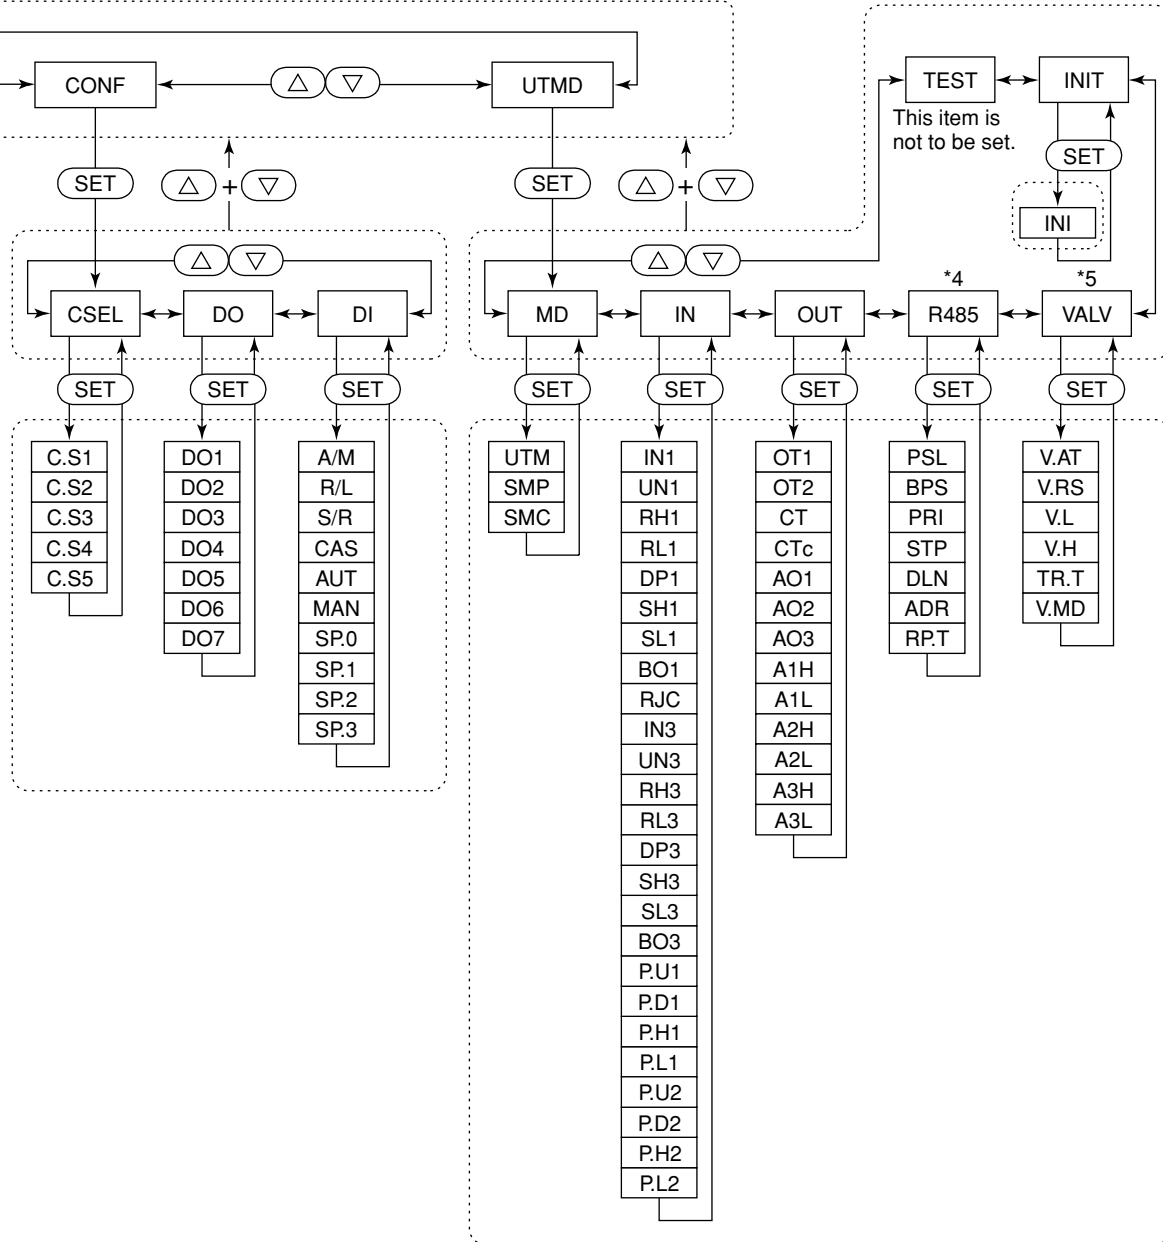 CONF
UTMD
TEST
INIT
This item is
not to be set.
SET
INI
SET
+
SET
+
*4
*5
CSEL
DO
DI
MD
IN
OUT
R485
VALV
SET
SET
SET
SET
SET
SET
SET
SET
C.S1
C.S2
C.S3
C.S4
C.S5
DO1
DO2
DO3
DO4
DO5
DO6
DO7
A/M
R/L
S/R
CAS
AUT
MAN
SP.0
SP.1
SP.2
SP.3
UTM
SMP
SMC
IN1
UN1
RH1
RL1
DP1
SH1
SL1
BO1
RJC
IN3
UN3
RH3
RL3
DP3
SH3
SL3
BO3
P.U1
P.D1
P.H1
P.L1
P.U2
P.D2
P.H2
P.L2
OT1
OT2
CT
CTc
AO1
AO2
AO3
A1H
A1L
A2H
A2L
A3H
A3L
PSL
BPS
PRI
STP
DLN
ADR
RP.T
V.AT
V.RS
V.L
V.H
TR.T
V.MD